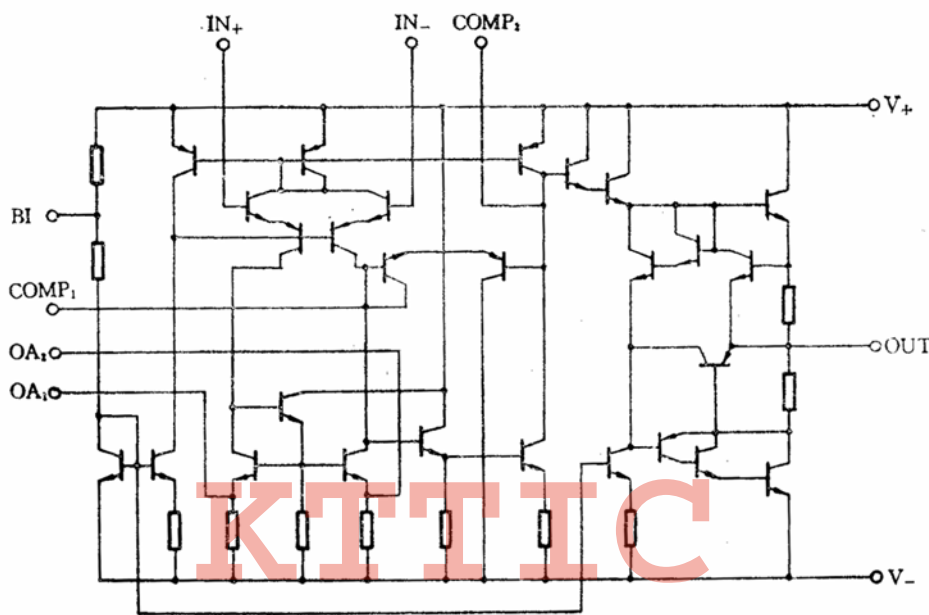 IN₊
IN₋
COMP₂
V₊
BI
COMP₁
OA₂
OUT
OA₁
KTTIC
V₋